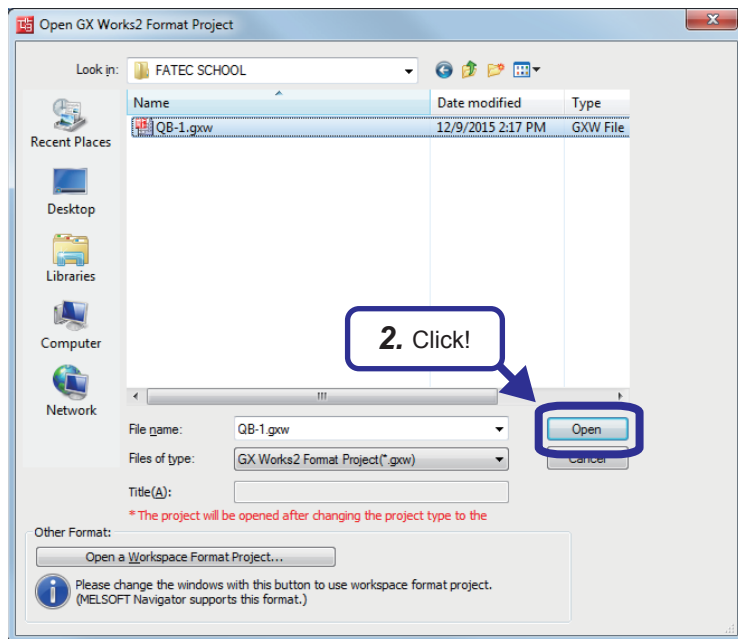 Open GX Works2 Format Project
Look in: FATEC SCHOOL
Name Date modified Type
QB-1.gxw 12/9/2015 2:17 PM GXW File
Recent Places
Desktop
Libraries
Computer
Network
2. Click!
File name: QB-1.gxw Open
Files of type: GX Works2 Format Project(*.gxw) Cancel
Title(A):
* The project will be opened after changing the project type to the
Other Format:
Open a Workspace Format Project...
Please change the windows with this button to use workspace format project.
(MELSOFT Navigator supports this format.)